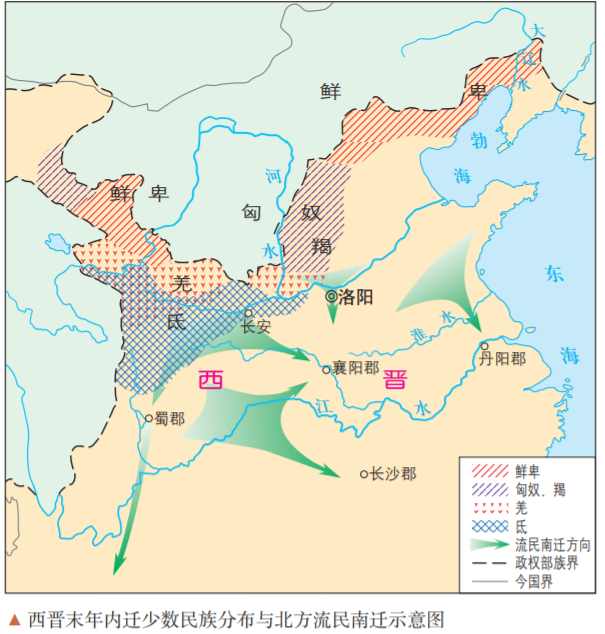 大
辽
水
鲜 卑
渤
海
河
水
鲜 卑
匈 奴
羯
羌
氐
东
海
洛阳
长安
淮 水
丹阳郡
襄阳郡
西 晋
江 水
蜀郡
长沙郡
鲜卑
匈奴、羯
羌
氐
流民南迁方向
政权部族界
今国界
▲ 西晋末年内迁少数民族分布与北方流民南迁示意图